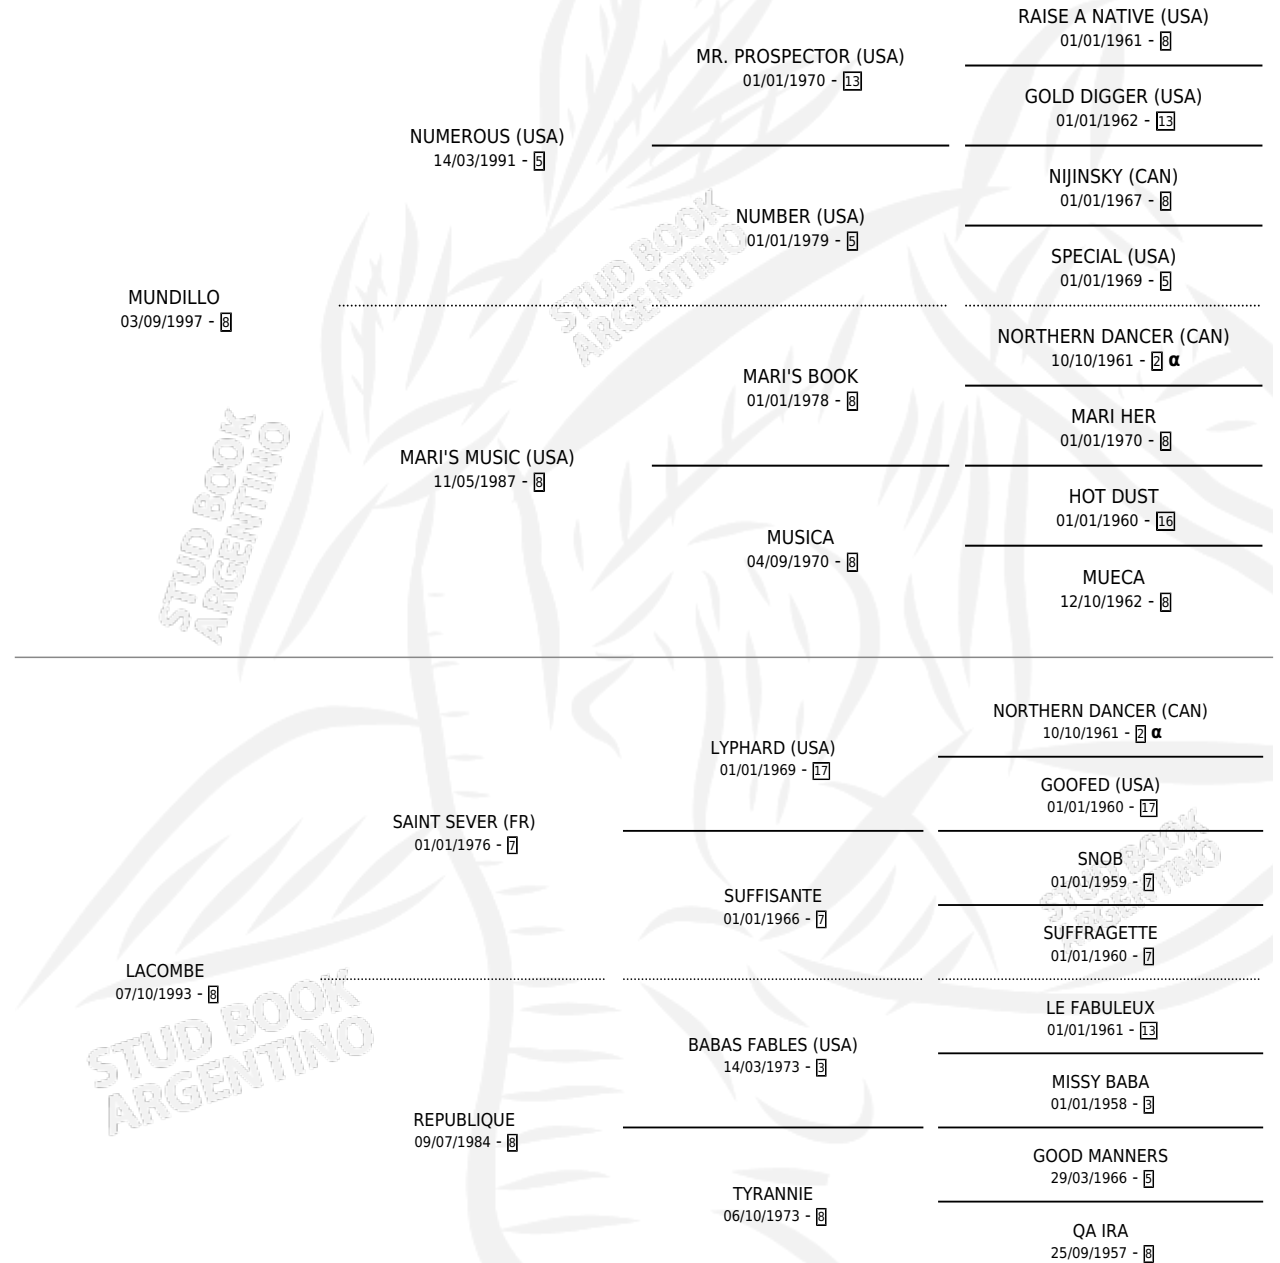 RAISE A NATIVE (USA)
01/01/1961 - 8
MR. PROSPECTOR (USA)
01/01/1970 - 13
GOLD DIGGER (USA)
01/01/1962 - 13
NUMEROUS (USA)
14/03/1991 - 5
NIJINSKY (CAN)
01/01/1967 - 8
NUMBER (USA)
01/01/1979 - 5
SPECIAL (USA)
01/01/1969 - 5
MUNDILLO
03/09/1997 - 8
NORTHERN DANCER (CAN)
10/10/1961 - 2 α
MARI'S BOOK
01/01/1978 - 8
MARI HER
01/01/1970 - 8
MARI'S MUSIC (USA)
11/05/1987 - 8
HOT DUST
01/01/1960 - 16
MUSICA
04/09/1970 - 8
MUECA
12/10/1962 - 8
NORTHERN DANCER (CAN)
10/10/1961 - 2 α
LYPHARD (USA)
01/01/1969 - 17
GOOFED (USA)
01/01/1960 - 17
SAINT SEVER (FR)
01/01/1976 - 7
SNOB
01/01/1959 - 7
SUFFISANTE
01/01/1966 - 7
SUFFRAGETTE
01/01/1960 - 7
LACOMBE
07/10/1993 - 8
LE FABULEUX
01/01/1961 - 13
BABAS FABLES (USA)
14/03/1973 - 3
MISSY BABA
01/01/1958 - 3
REPUBLIQUE
09/07/1984 - 8
GOOD MANNERS
29/03/1966 - 5
TYRANNIE
06/10/1973 - 8
QA IRA
25/09/1957 - 8
STUD BOOK
ARGENTINO
STUD BOOK
ARGENTINO
STUD BOOK
ARGENTINO
STUD BOOK
ARGENTINO